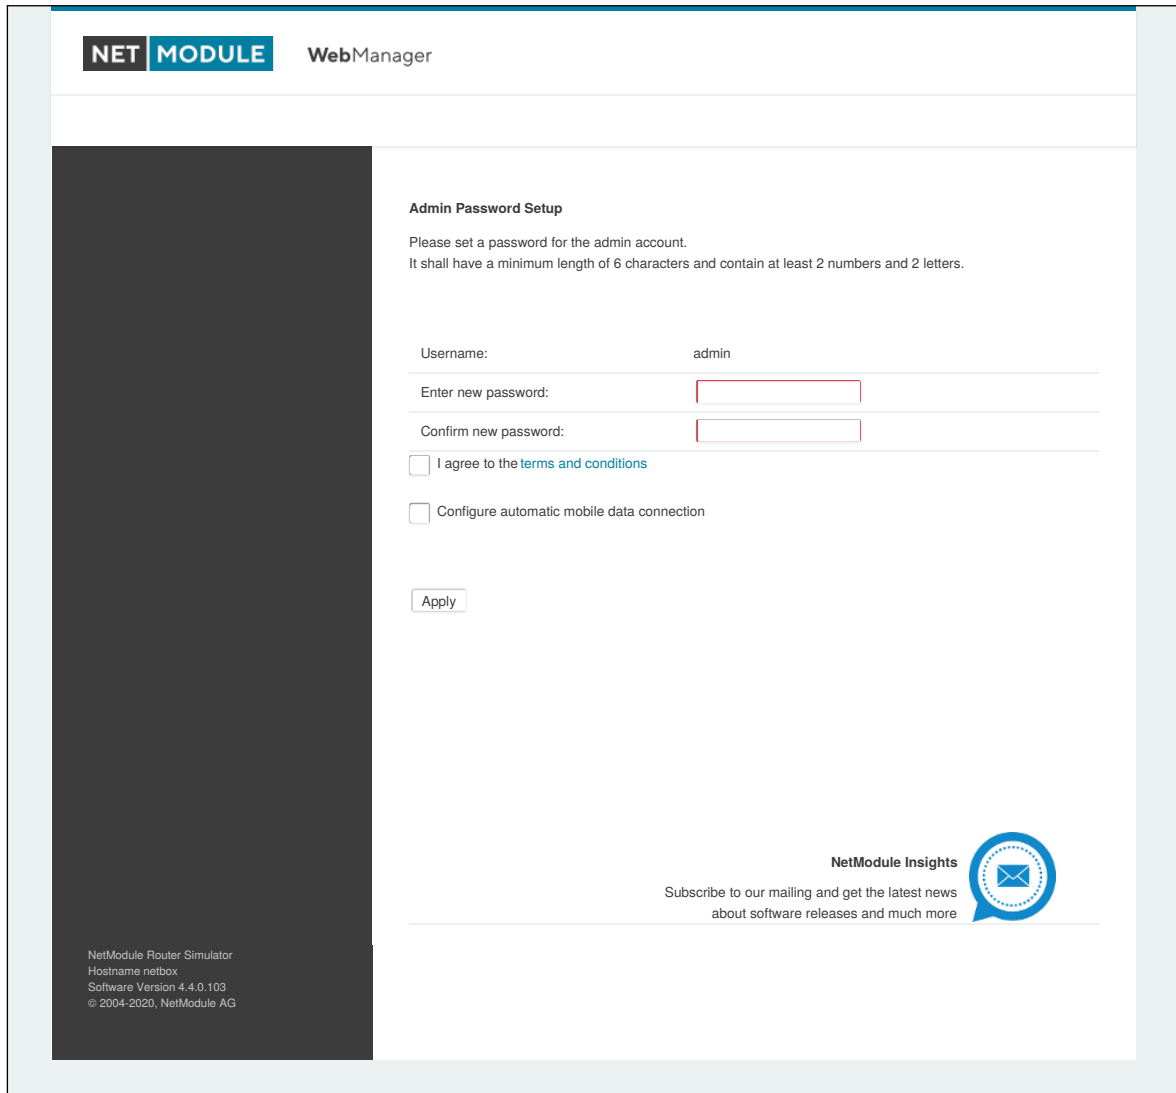 NET MODULE WebManager
Admin Password Setup
Please set a password for the admin account.
It shall have a minimum length of 6 characters and contain at least 2 numbers and 2 letters.
Username: admin
Enter new password:
Confirm new password:
I agree to the terms and conditions
Configure automatic mobile data connection
Apply
NetModule Insights
Subscribe to our mailing and get the latest news
about software releases and much more
NetModule Router Simulator
Hostname netbox
Software Version 4.4.0.103
© 2004-2020, NetModule AG